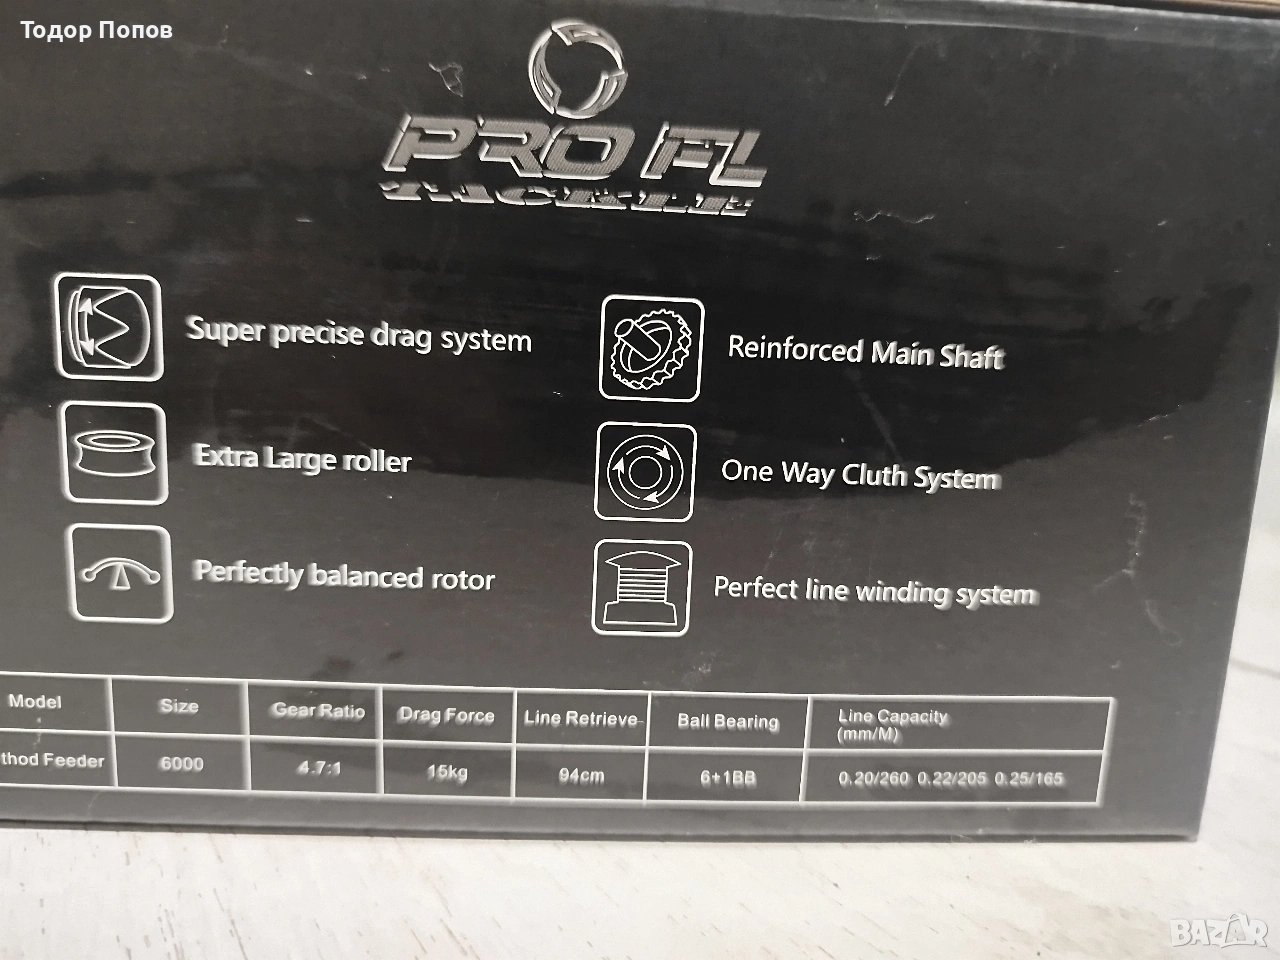 Тодор Попов
PRO FL
TACKLE
Super precise drag system
Reinforced Main Shaft
Extra Large roller
One Way Cluth System
Perfectly balanced rotor
Perfect line winding system
Model Size Gear Ratio Drag Force Line Retrieve Ball Bearing Line Capacity
(mm/M)
thod Feeder 6000 4.7:1 15kg 94cm 6+1BB 0.20/260 0.22/205 0.25/165
BAZAR